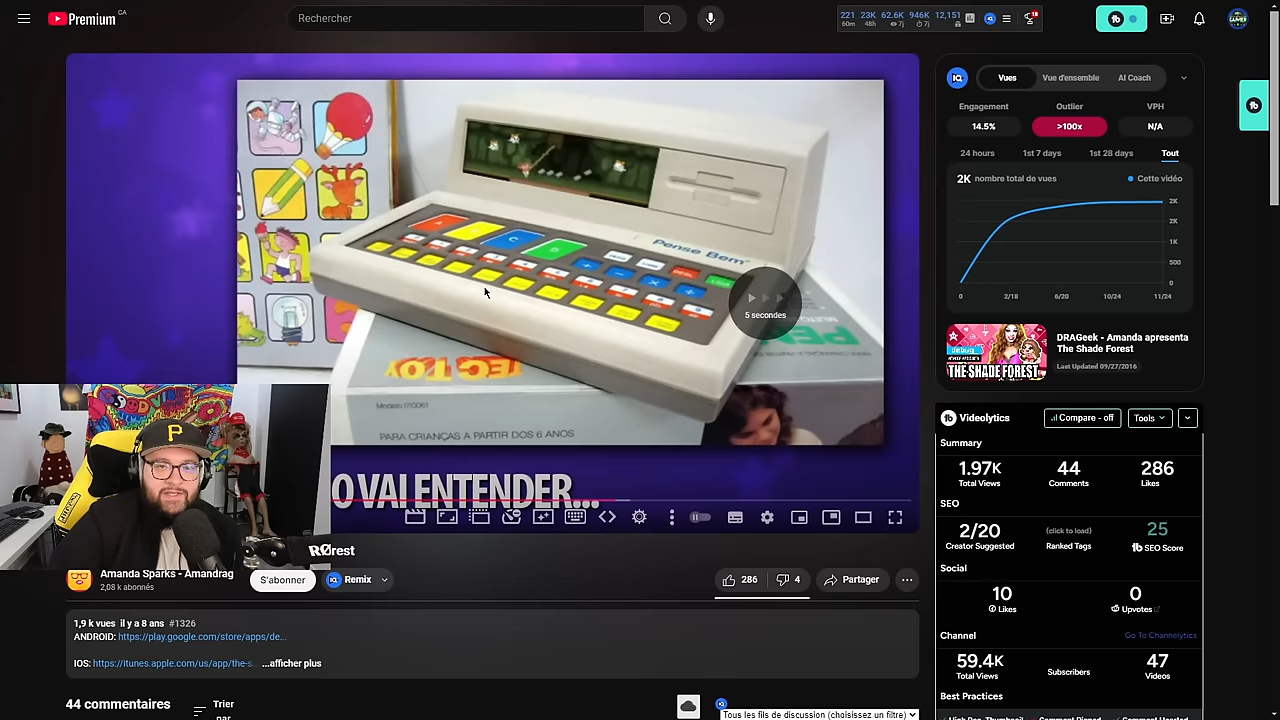 Premium CA
Rechercher
221 23K 62.6K 946K 12,151
60m 48h 7j 7j
Vues Vue d'ensemble AI Coach
Engagement Outlier VPH
14.5% >100x N/A
24 hours 1st 7 days 1st 28 days Tout
2K nombre total de vues Cette vidéo
2K
2K
1K
500
0
0 2/18 6/20 10/24 11/24
THE SHADE FOREST
DRAGeek - Amanda apresenta
The Shade Forest
Last Updated 09/27/2016
A
C
D
Pense Bem
5 secondes
TEC TOY
PARA CRIANÇAS A PARTIR DOS 6 ANOS
O VAI ENTENDER...
P
Videolytics Compare - off Tools
Summary
1.97K 44 286
Total Views Comments Likes
SEO
2/20 (click to load) 25
Creator Suggested Ranked Tags SEO Score
Social
10 0
Likes Upvotes
Channel Go To Channelytics
59.4K 47
Total Views Subscribers Videos
Best Practices
rest
Amanda Sparks - Amandrag
2,08 k abonnés
S'abonner
Remix
286 4 Partager
1,9 k vues il y a 8 ans #1326
ANDROID: https://play.google.com/store/apps/de...
IOS: https://itunes.apple.com/us/app/the-s ...afficher plus
44 commentaires
Trier
par
Tous les fils de discussion (choisissez un filtre)